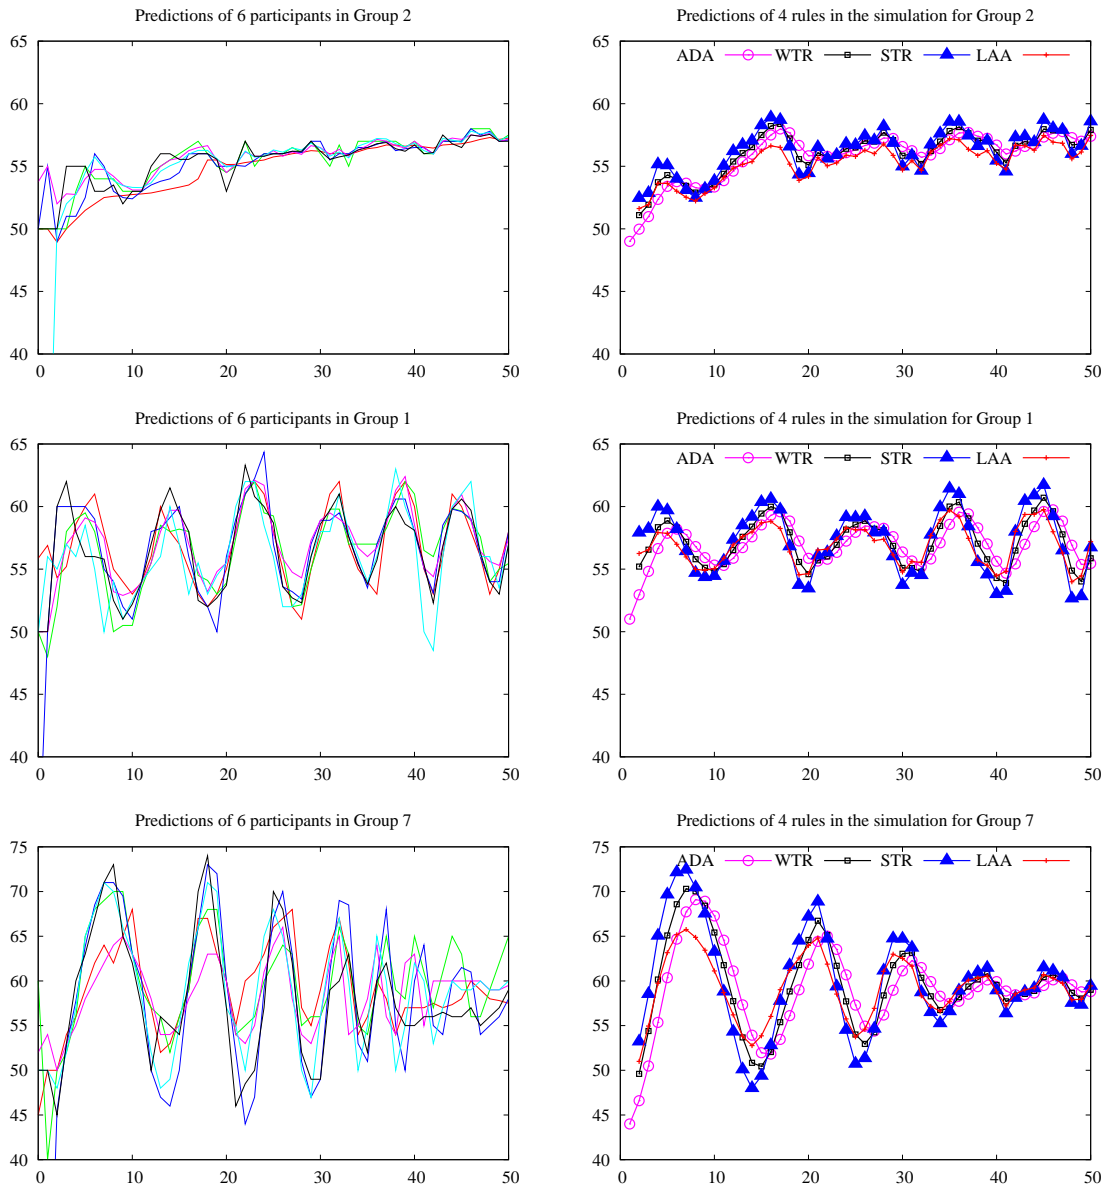 Predictions of 6 participants in Group 2
65
60
55
50
45
40
0 10 20 30 40 50
Predictions of 4 rules in the simulation for Group 2
ADA WTR STR LAA
65
60
55
50
45
40
0 10 20 30 40 50
Predictions of 6 participants in Group 1
65
60
55
50
45
40
0 10 20 30 40 50
Predictions of 4 rules in the simulation for Group 1
ADA WTR STR LAA
65
60
55
50
45
40
0 10 20 30 40 50
Predictions of 6 participants in Group 7
75
70
65
60
55
50
45
40
0 10 20 30 40 50
Predictions of 4 rules in the simulation for Group 7
ADA WTR STR LAA
75
70
65
60
55
50
45
40
0 10 20 30 40 50